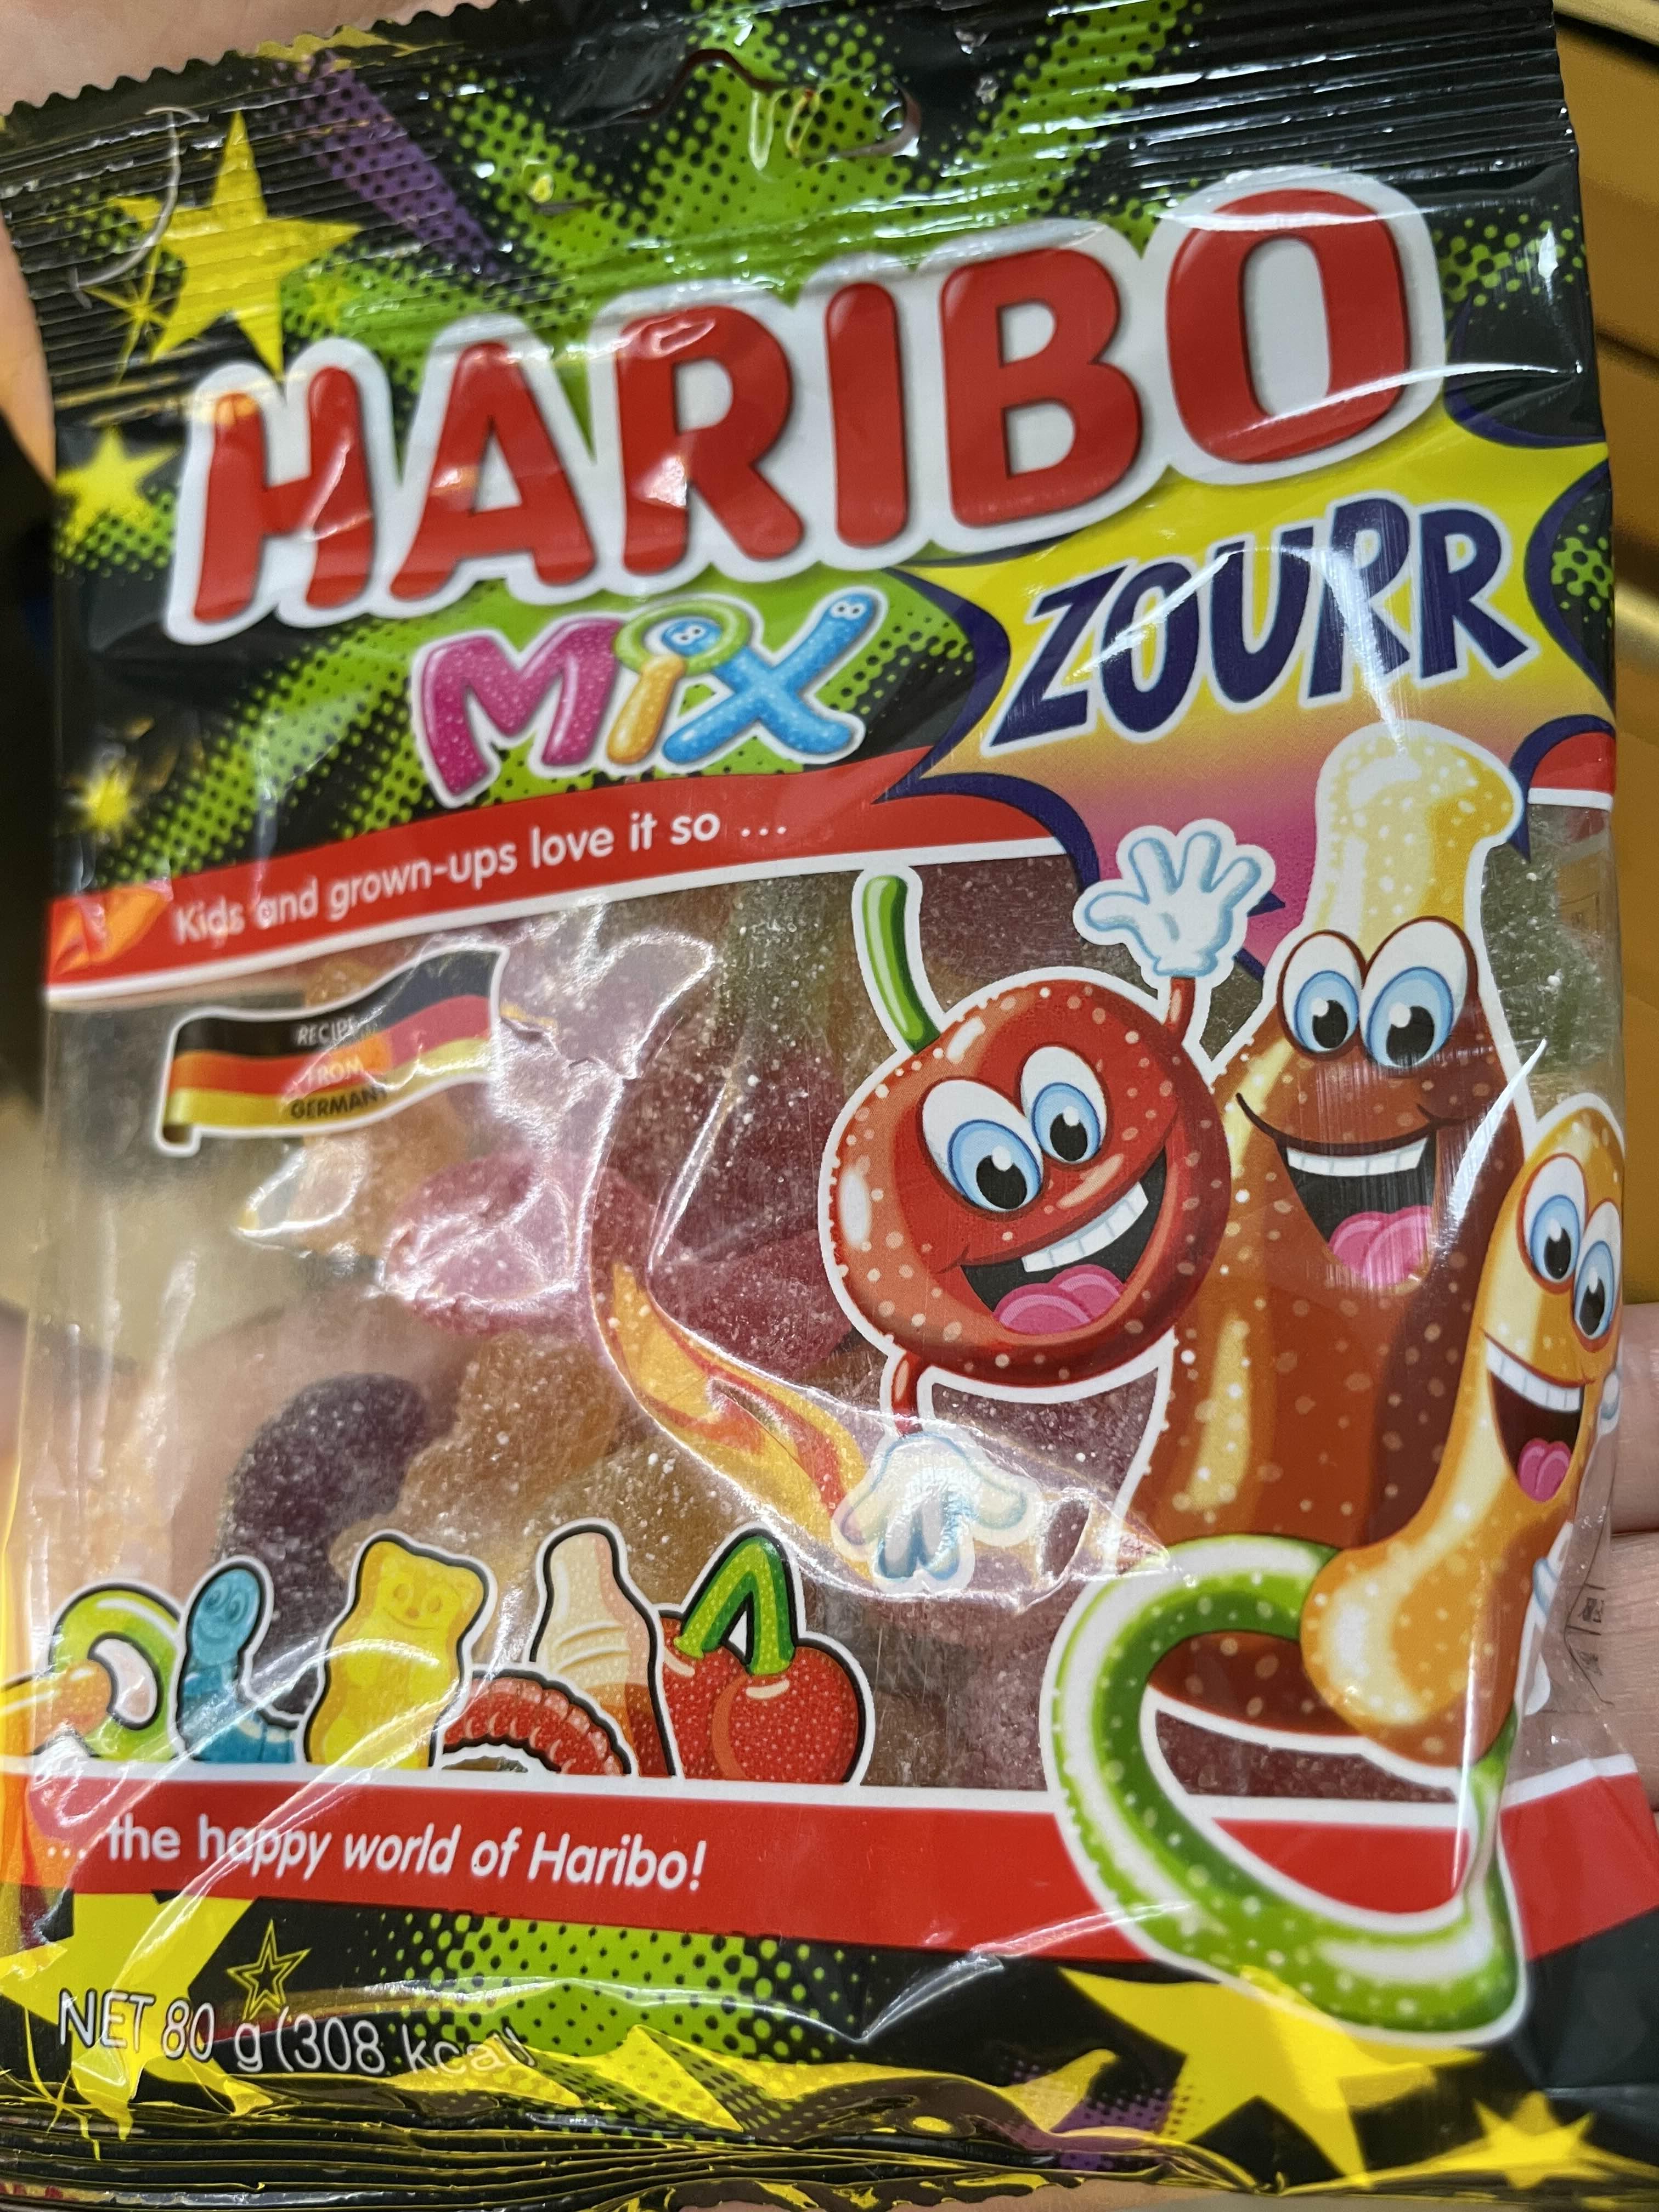 HARIBO
MiX
ZOURR
Kids and grown-ups love it so ...
RECIPE
FROM
GERMANY
... the happy world of Haribo!
NET 80 g (308 kcal)